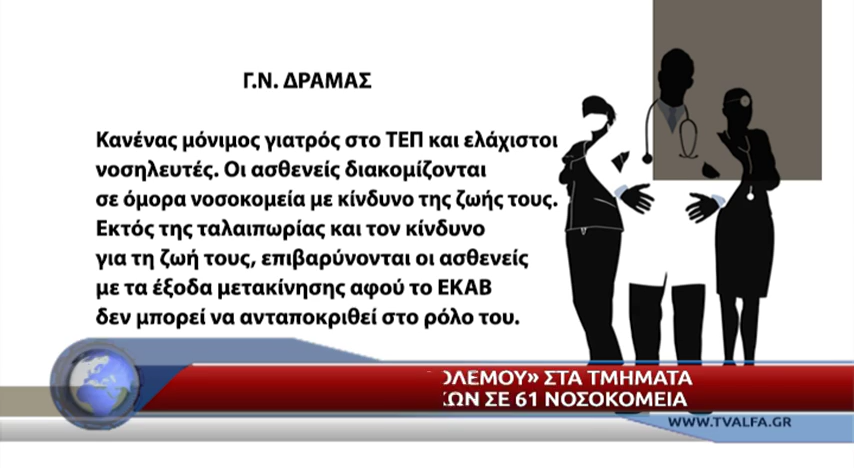 Γ.Ν. ΔΡΑΜΑΣ
Κανένας μόνιμος γιατρός στο ΤΕΠ και ελάχιστοι
νοσηλευτές. Οι ασθενείς διακομίζονται
σε όμορα νοσοκομεία με κίνδυνο της ζωής τους.
Εκτός της ταλαιπωρίας και τον κίνδυνο
για τη ζωή τους, επιβαρύνονται οι ασθενείς
με τα έξοδα μετακίνησης αφού το ΕΚΑΒ
δεν μπορεί να ανταποκριθεί στο ρόλο του.
ΟΛΕΜΟΥ» ΣΤΑ ΤΜΗΜΑΤΑ
ΚΩΝ ΣΕ 61 ΝΟΣΟΚΟΜΕΙΑ
WWW.TVALFA.GR